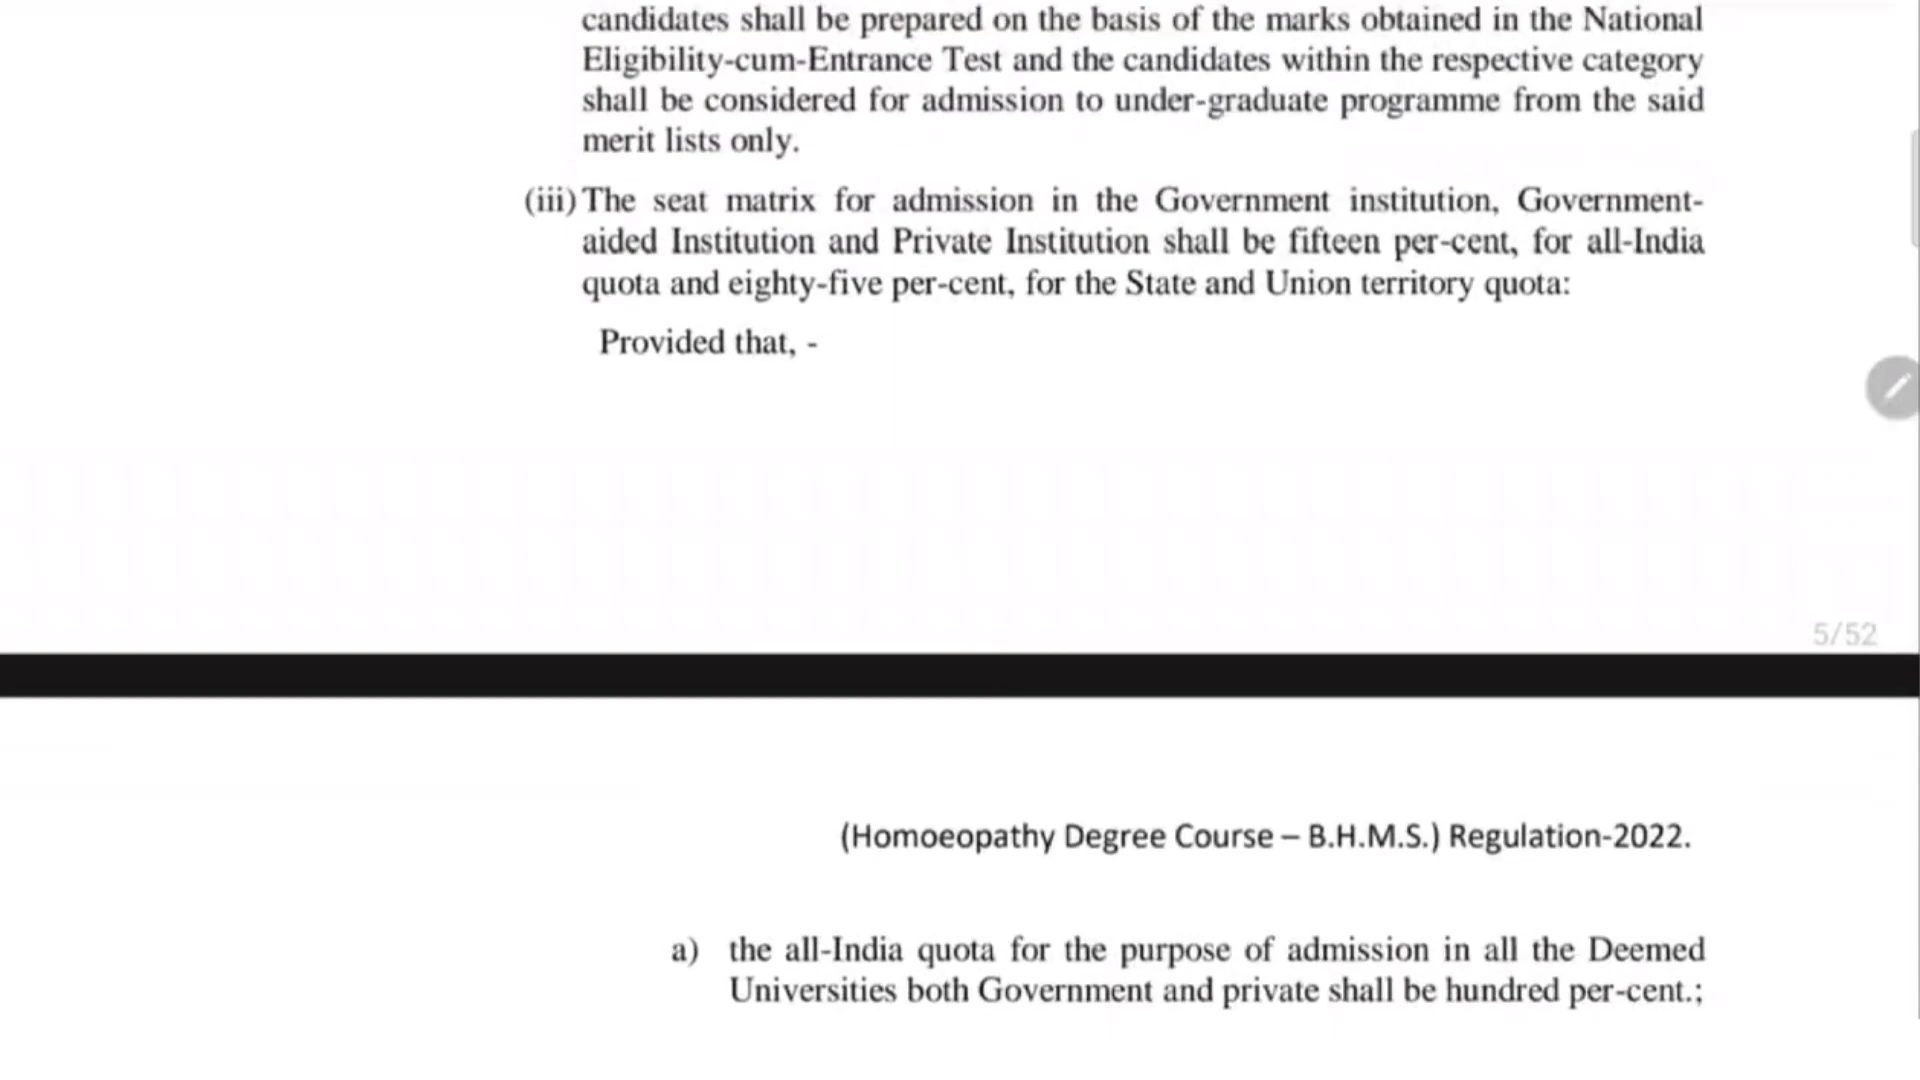 candidates shall be prepared on the basis of the marks obtained in the National
Eligibility-cum-Entrance Test and the candidates within the respective category
shall be considered for admission to under-graduate programme from the said
merit lists only.
(iii) The seat matrix for admission in the Government institution, Government-
aided Institution and Private Institution shall be fifteen per-cent, for all-India
quota and eighty-five per-cent, for the State and Union territory quota:
Provided that, -
5/52
(Homoeopathy Degree Course – B.H.M.S.) Regulation-2022.
a) the all-India quota for the purpose of admission in all the Deemed
Universities both Government and private shall be hundred per-cent.;